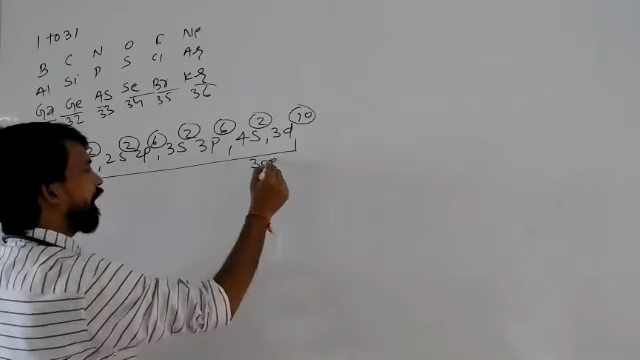 1 to 31
B C N O F Ne
Al Si P S Cl Ar
Ga Ge As Se Br Kr
32 33 34 35 36
2, 2s 2 2p 6, 3s 2 3p 6, 4s 2, 3d 10
30e